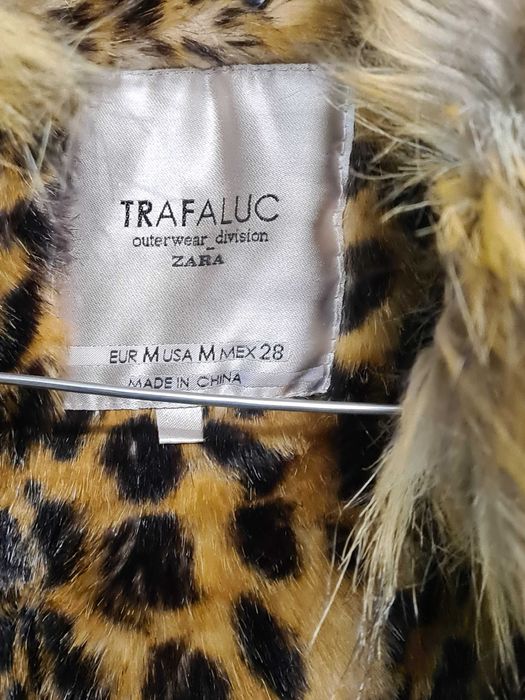 TRAFALUC
outerwear_division
ZARA
EUR M USA M MEX 28
MADE IN CHINA